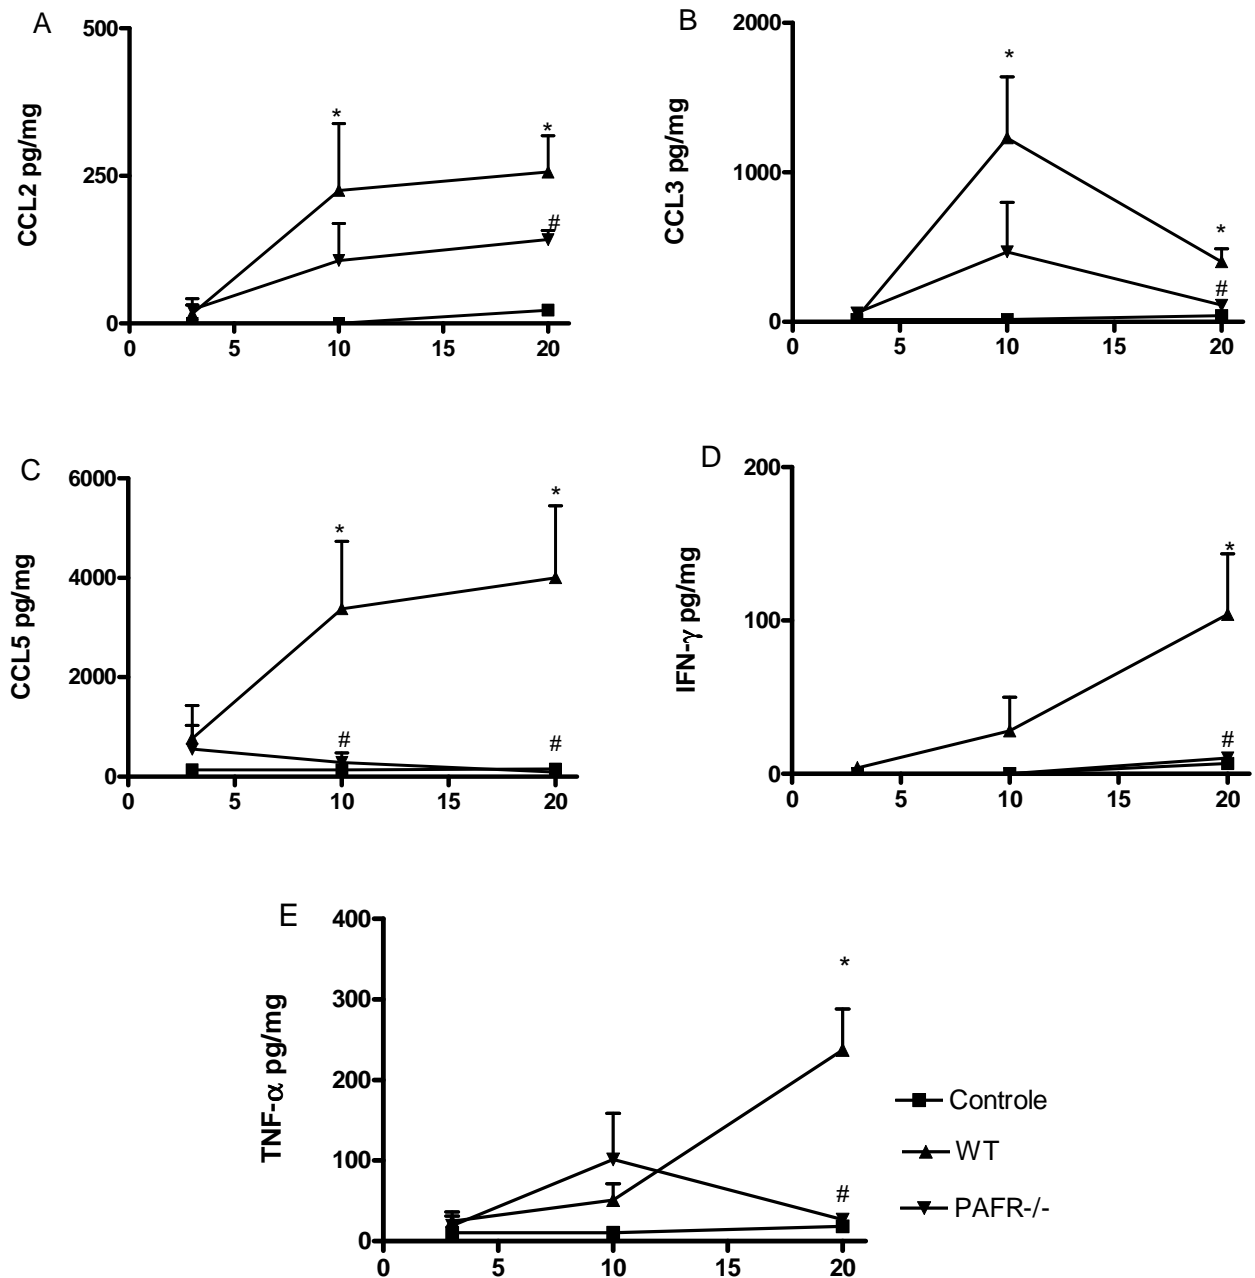 A
CCL2 pg/mg
500
250
0
0 5 10 15 20
* * #
B
CCL3 pg/mg
2000
1000
0
0 5 10 15 20
* * #
C
CCL5 pg/mg
6000
4000
2000
0
0 5 10 15 20
* * # #
D
IFN-γ pg/mg
200
100
0
0 5 10 15 20
* #
E
TNF-α pg/mg
400
300
200
100
0
0 5 10 15 20
* #
Controle
WT
PAFR-/-